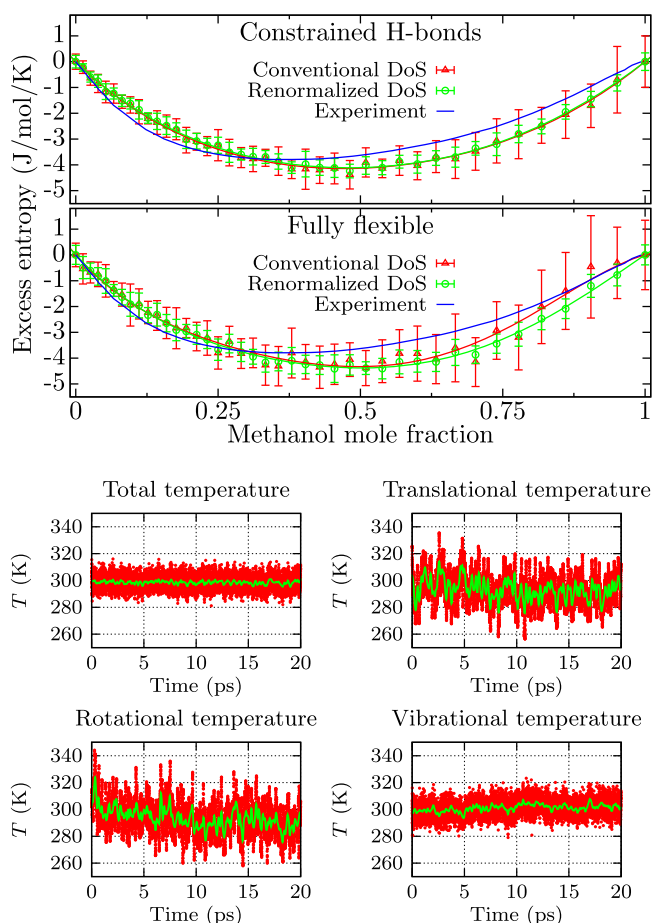 Constrained H-bonds
Conventional DoS
Renormalized DoS
Experiment
1
0
-1
-2
-3
-4
-5
Excess entropy (J/mol/K)
Fully flexible
Conventional DoS
Renormalized DoS
Experiment
1
0
-1
-2
-3
-4
-5
0 0.25 0.5 0.75 1
Methanol mole fraction
Total temperature
340
320
300
280
260
T (K)
0 5 10 15 20
Time (ps)
Translational temperature
340
320
300
280
260
T (K)
0 5 10 15 20
Time (ps)
Rotational temperature
340
320
300
280
260
T (K)
0 5 10 15 20
Time (ps)
Vibrational temperature
340
320
300
280
260
T (K)
0 5 10 15 20
Time (ps)